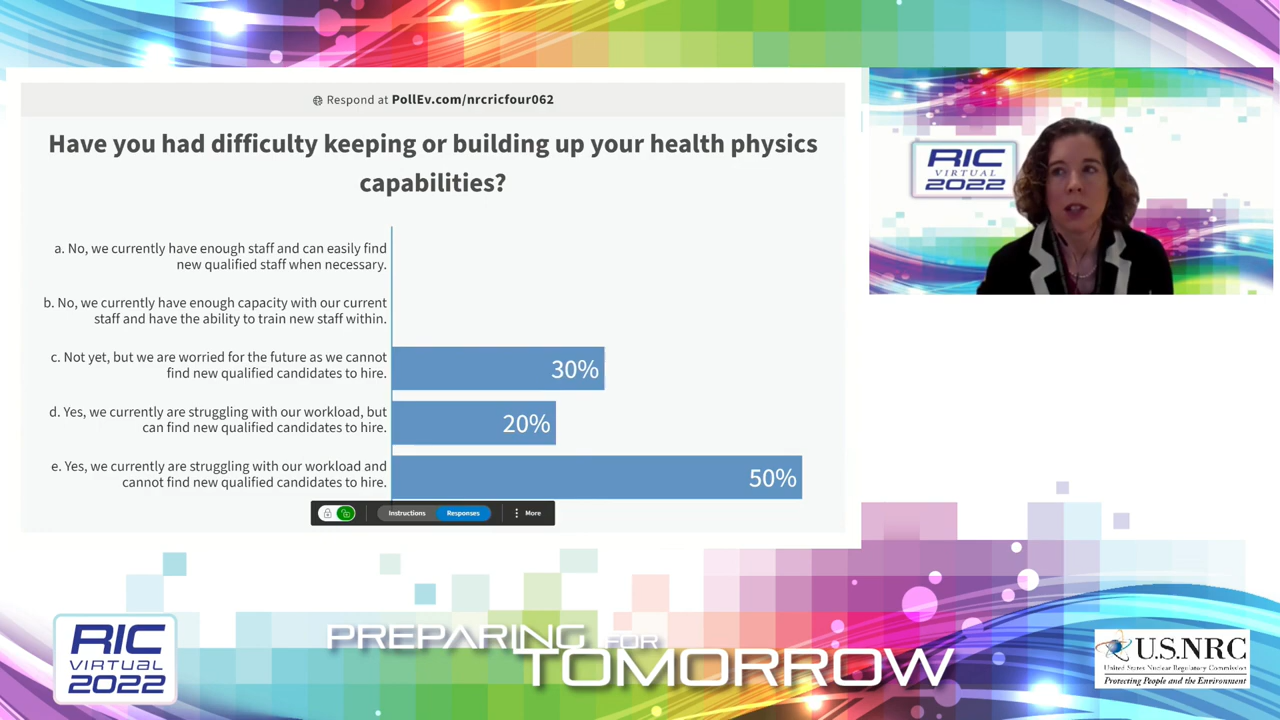 Respond at PollEv.com/nrcricfour062
Have you had difficulty keeping or building up your health physics
capabilities?
a. No, we currently have enough staff and can easily find
new qualified staff when necessary.
b. No, we currently have enough capacity with our current
staff and have the ability to train new staff within.
c. Not yet, but we are worried for the future as we cannot
find new qualified candidates to hire.
30%
d. Yes, we currently are struggling with our workload, but
can find new qualified candidates to hire.
20%
e. Yes, we currently are struggling with our workload and
cannot find new qualified candidates to hire.
50%
Instructions Responses More
RIC
VIRTUAL
2022
RIC
VIRTUAL
2022
PREPARING FOR
TOMORROW
U.S.NRC
United States Nuclear Regulatory Commission
Protecting People and the Environment